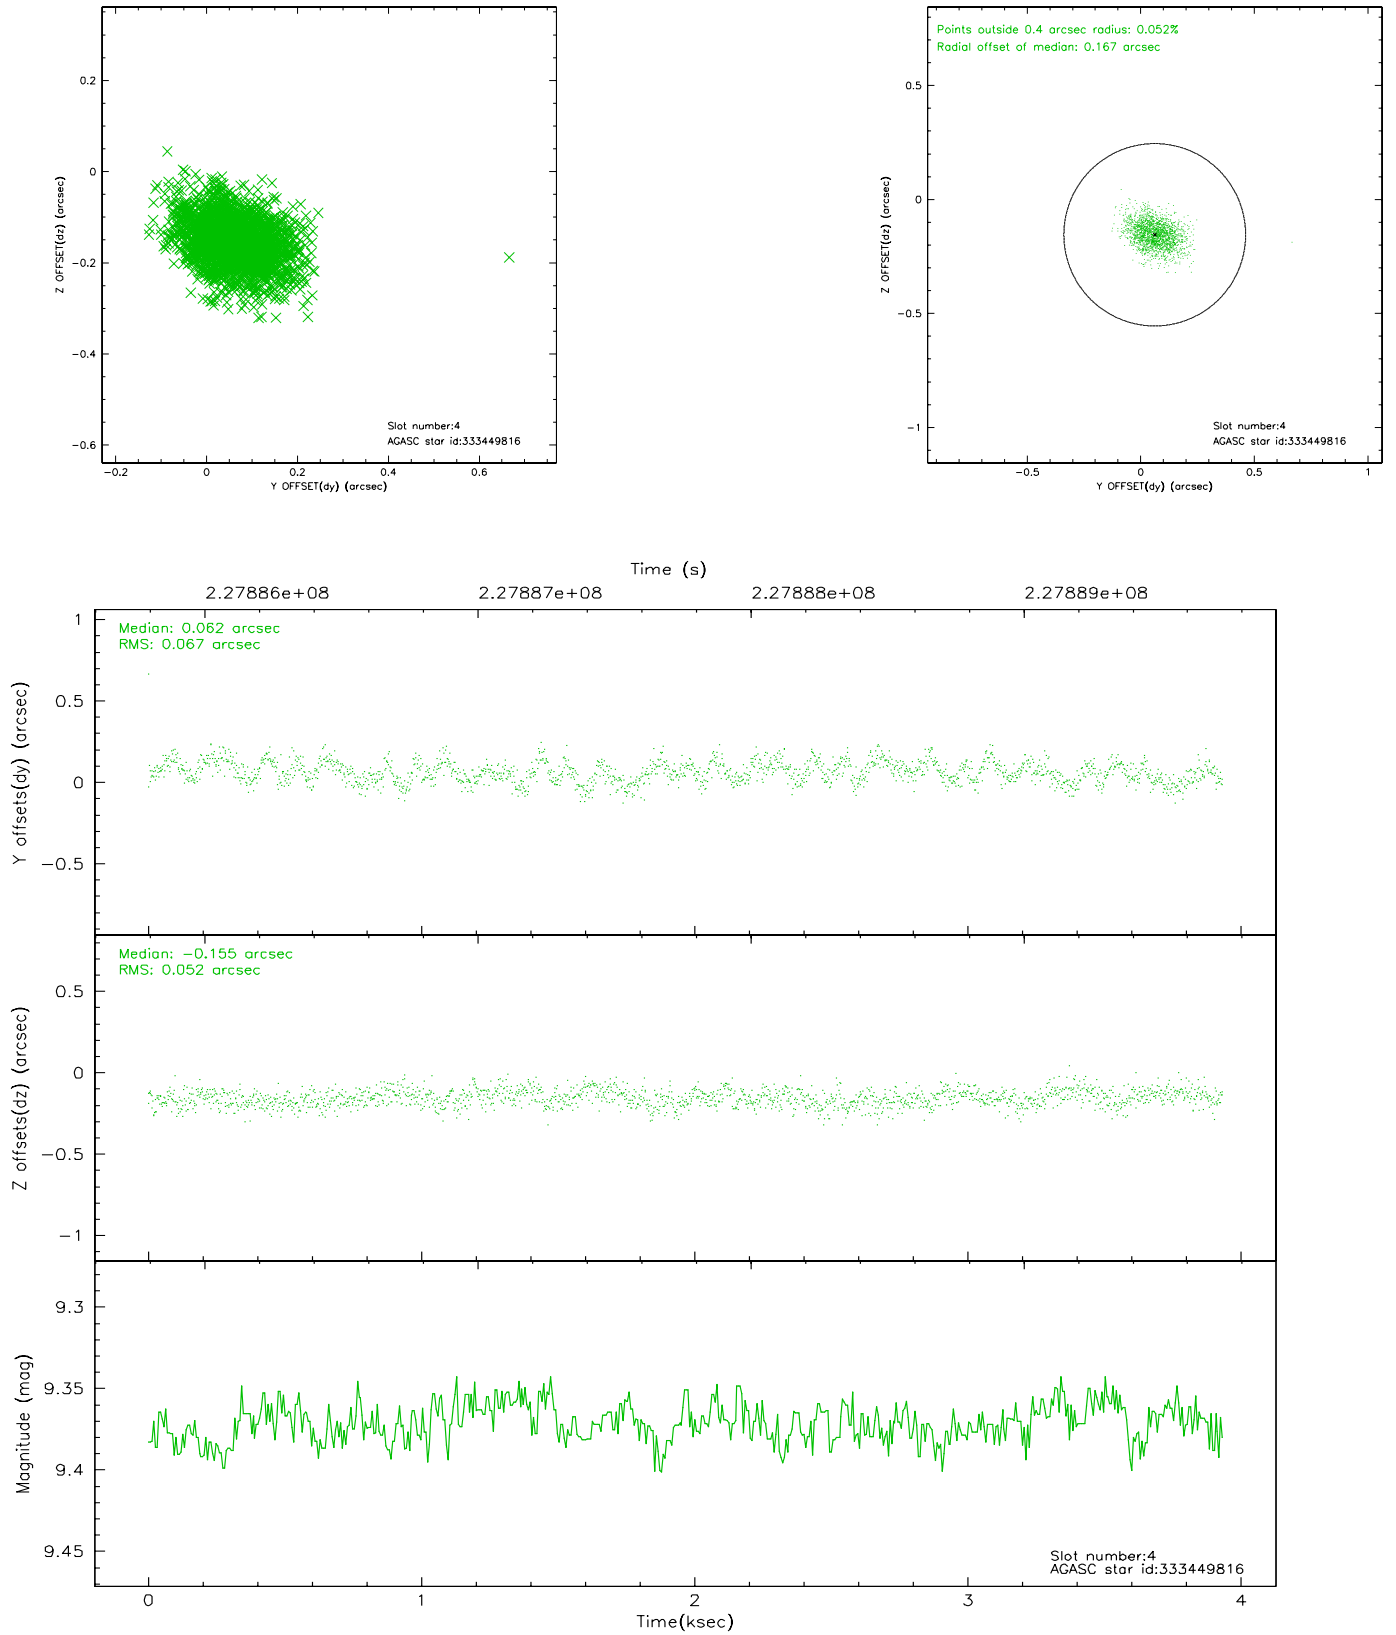 0.2
0
−0.2
−0.4
−0.6
Z OFFSET(dz) (arcsec)
Slot number:4
AGASC star id:333449816
−0.2 0 0.2 0.4 0.6
Y OFFSET(dy) (arcsec)
Points outside 0.4 arcsec radius: 0.052%
Radial offset of median: 0.167 arcsec
0.5
0
−0.5
−1
Z OFFSET(dz) (arcsec)
Slot number:4
AGASC star id:333449816
−0.5 0 0.5 1
Y OFFSET(dy) (arcsec)
Time (s)
2.27886e+08 2.27887e+08 2.27888e+08 2.27889e+08
Median: 0.062 arcsec
RMS: 0.067 arcsec
1
0.5
0
−0.5
Y offsets(dy) (arcsec)
Median: −0.155 arcsec
RMS: 0.052 arcsec
0.5
0
−0.5
−1
Z offsets(dz) (arcsec)
9.3
9.35
9.4
9.45
Magnitude (mag)
Slot number:4
AGASC star id:333449816
0 1 2 3 4
Time(ksec)